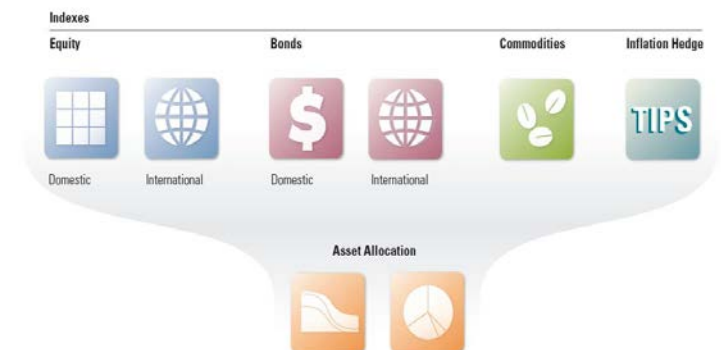 Indexes
Equity Bonds Commodities Inflation Hedge
$ TIPS
Domestic International Domestic International
Asset Allocation